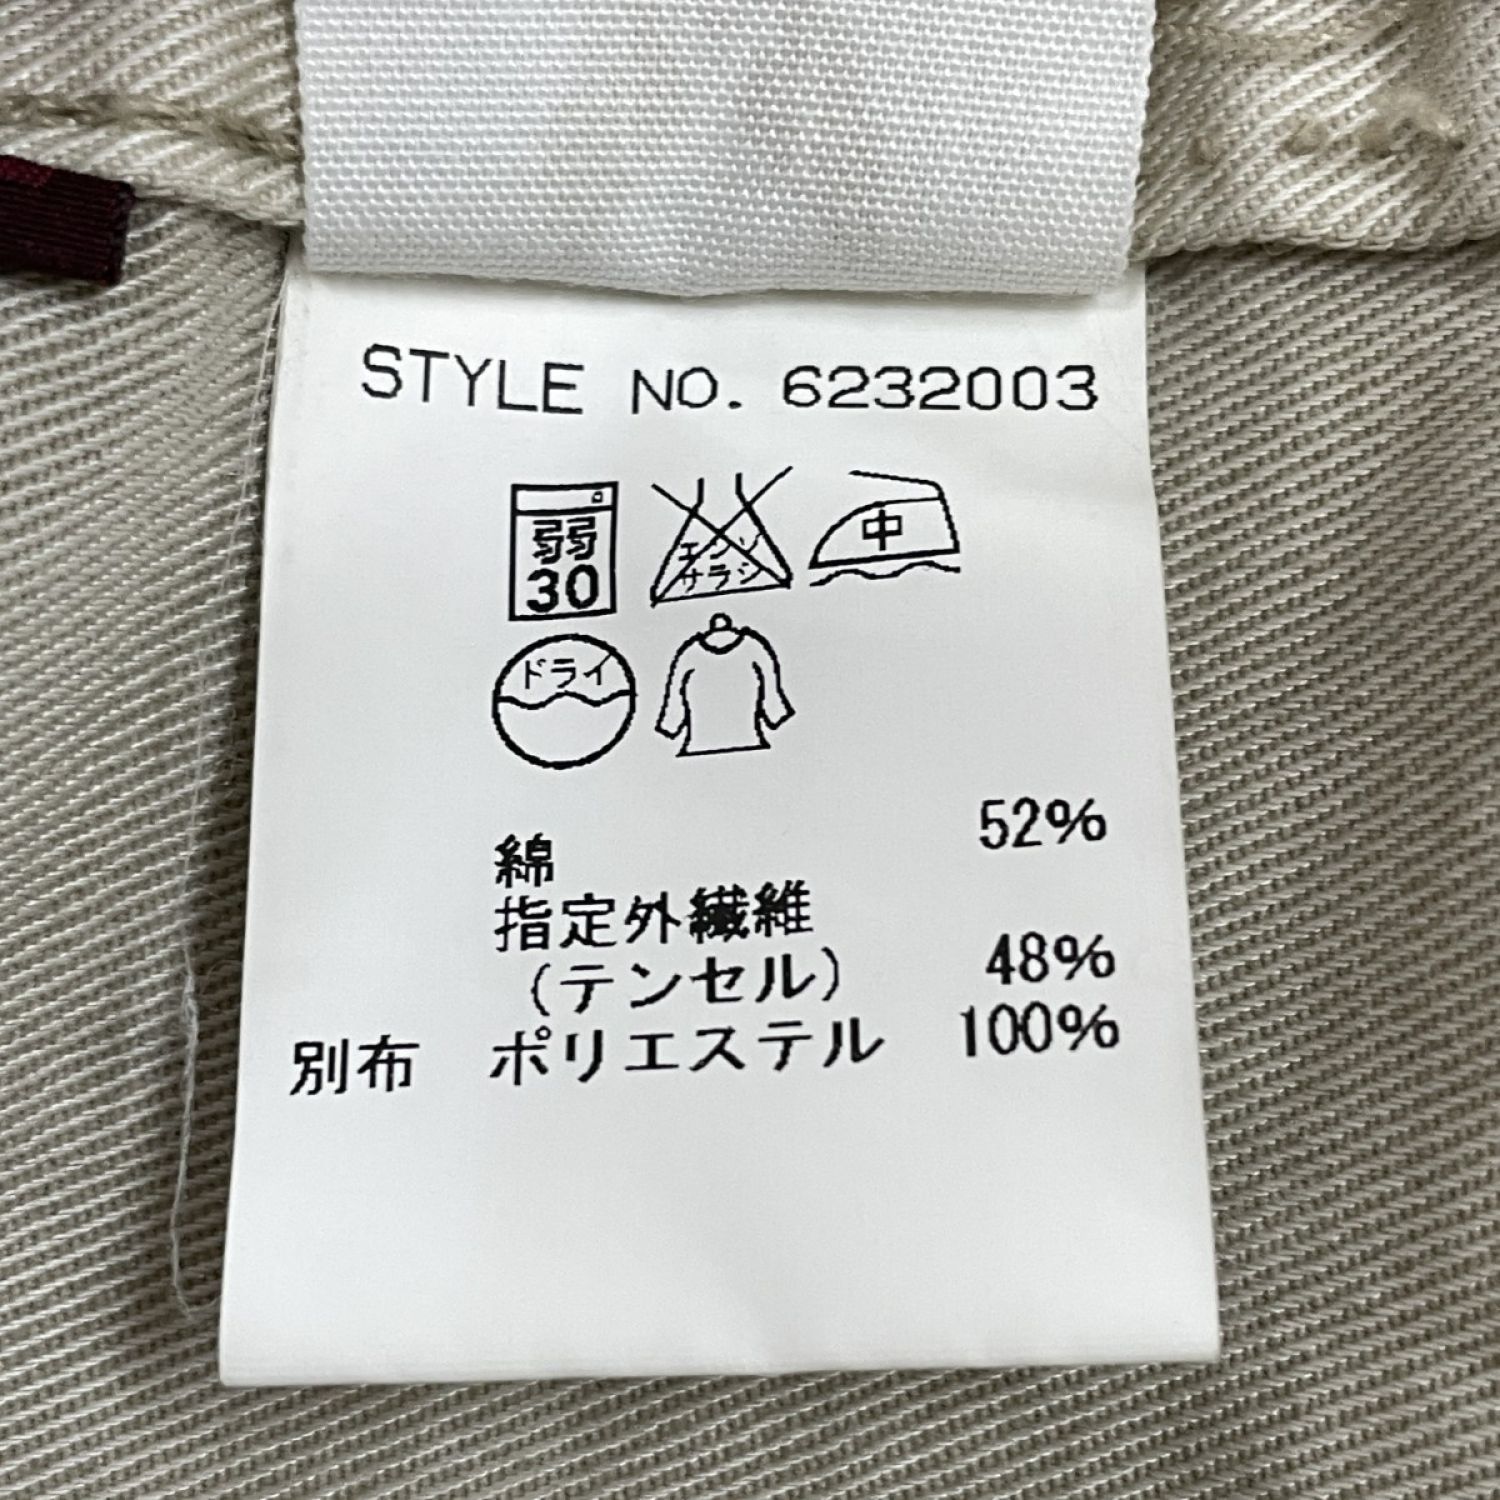 STYLE NO. 6232003
弱
30
エンソ
サラシ
中
ドライ
綿 52%
指定外繊維
(テンセル) 48%
別布 ポリエステル 100%